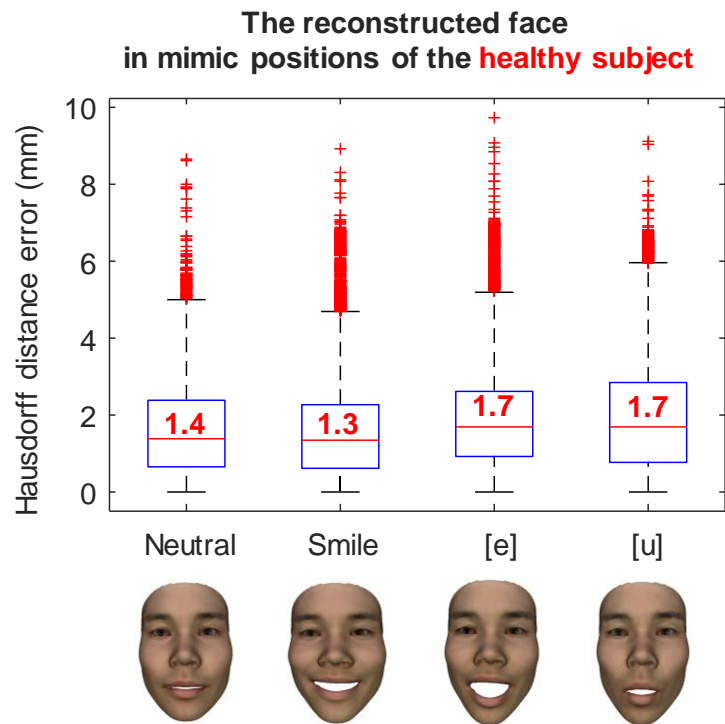 The reconstructed face
in mimic positions of the healthy subject
Hausdorff distance error (mm)
10
8
6
4
2
0
1.4
1.3
1.7
1.7
Neutral
Smile
[e]
[u]